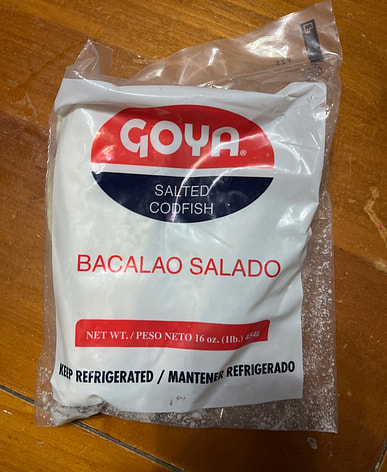 GOYA®
SALTED
CODFISH
BACALAO SALADO
NET WT. / PESO NETO 16 oz. (1lb.) 454g
KEEP REFRIGERATED / MANTENER REFRIGERADO